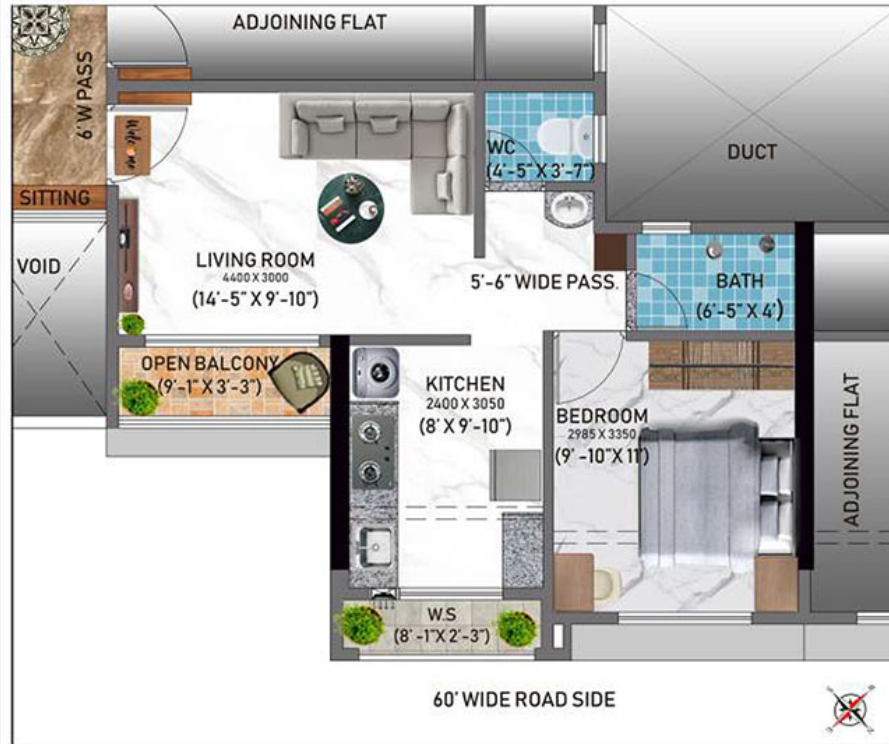 ADJOINING FLAT
6' W PASS
Welcome
WC
(4'-5" X 3'-7")
DUCT
SITTING
VOID
LIVING ROOM
4400 X 3000
(14'-5" X 9'-10")
5'-6" WIDE PASS.
BATH
(6'-5" X 4')
OPEN BALCONY
(9'-1" X 3'-3")
KITCHEN
2400 X 3050
(8' X 9'-10")
BEDROOM
2985 X 3350
(9' -10"X 11')
ADJOINING FLAT
W.S
(8' -1"X 2'-3")
60' WIDE ROAD SIDE